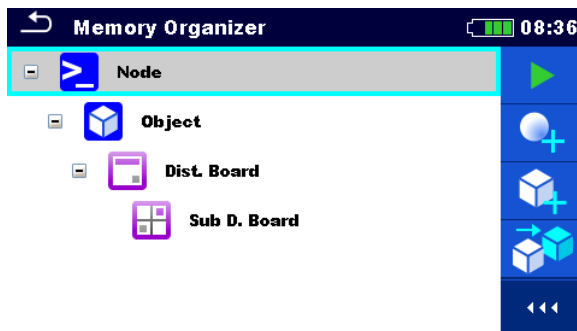 Memory Organizer 08:36
Node
Object
Dist. Board
Sub D. Board